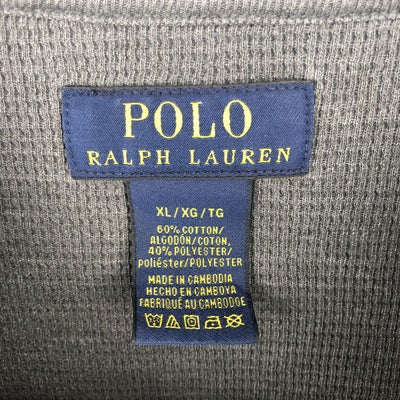 POLO
RALPH LAUREN
XL / XG / TG
60% COTTON/
ALGODÓN/COTON,
40% POLYESTER/
poliéster/POLYESTER
MADE IN CAMBODIA
HECHO EN CAMBOYA
FABRIQUÉ AU CAMBODGE